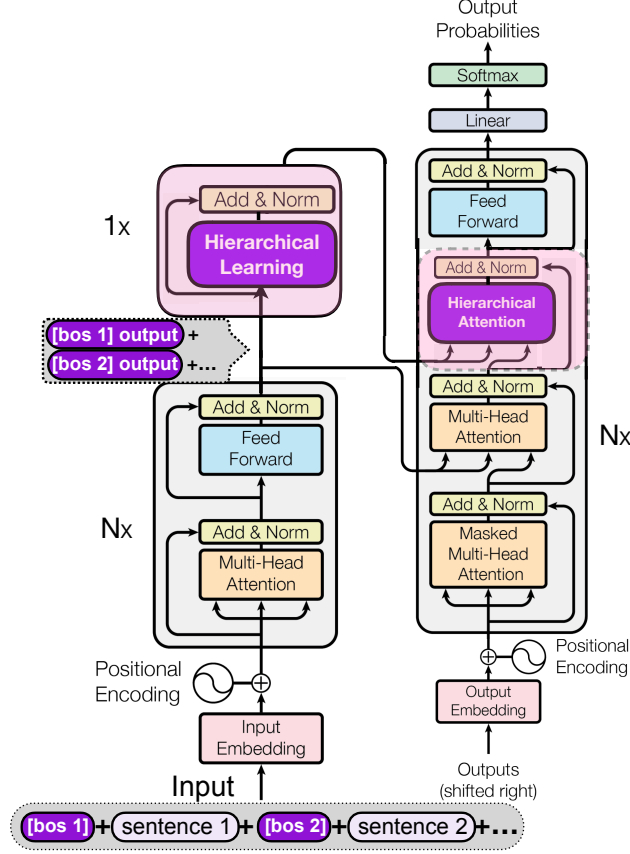 Output
Probabilities
Softmax
Linear
Add & Norm
Feed
Forward
Add & Norm
Hierarchical
Attention
Add & Norm
Multi-Head
Attention
Nx
Add & Norm
Masked
Multi-Head
Attention
Positional
Encoding
Output
Embedding
Outputs
(shifted right)
1x
Add & Norm
Hierarchical
Learning
[bos 1] output +
[bos 2] output +...
Add & Norm
Feed
Forward
Nx
Add & Norm
Multi-Head
Attention
Positional
Encoding
Input
Embedding
Input
[bos 1]+sentence 1+[bos 2]+sentence 2+...